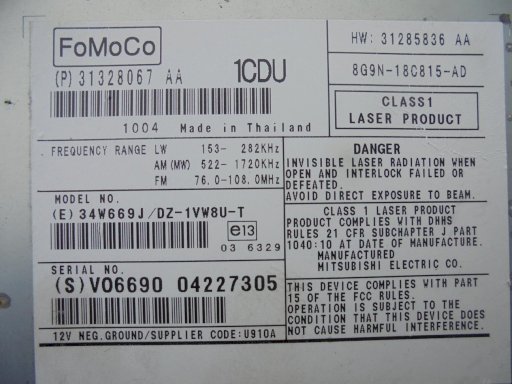 FoMoCo
(P) 31328067 AA
1CDU
HW: 31285836 AA
8G9N-18C815-AD
CLASS1
LASER PRODUCT
1004 Made in Thailand
FREQUENCY RANGE LW 153- 282KHz
AM(MW) 522- 1720KHz
FM 76.0-108.0MHz
DANGER
INVISIBLE LASER RADIATION WHEN
OPEN AND INTERLOCK FAILED OR
DEFEATED.
AVOID DIRECT EXPOSURE TO BEAM.
MODEL NO.
(E) 34W669J/DZ-1VW8U-T
e13
03 6329
CLASS 1 LASER PRODUCT
PRODUCT COMPLIES WITH DHHS
RULES 21 CFR SUBCHAPTER J PART
1040:10 AT DATE OF MANUFACTURE.
MANUFACTURED
MITSUBISHI ELECTRIC CO.
SERIAL NO.
(S) VO6690 04227305
THIS DEVICE COMPLIES WITH PART
15 OF THE FCC RULES.
OPERATION IS SUBJECT TO THE
CONDITION THAT THIS DEVICE DOES
NOT CAUSE HARMFUL INTERFERENCE.
12V NEG.GROUND/SUPPLIER CODE:U910A